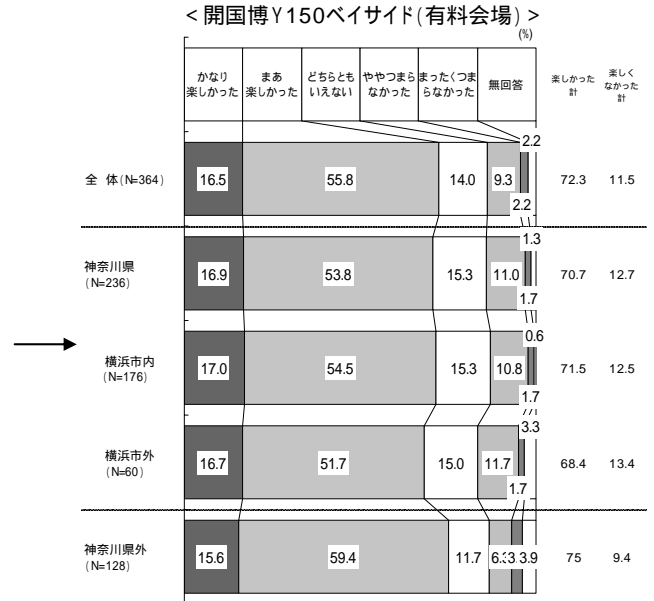 ＜開国博Y150ベイサイド(有料会場)＞
(%)
かなり
楽しかった
まあ
楽しかった
どちらとも
いえない
ややつまら
なかった
まったくつま
らなかった
無回答
楽しかった
計
楽しく
なかった
計
全 体(N=364)
16.5
55.8
14.0
9.3
2.2
2.2
72.3
11.5
神奈川県
(N=236)
16.9
53.8
15.3
11.0
1.7
1.3
70.7
12.7
横浜市内
(N=176)
17.0
54.5
15.3
10.8
1.7
0.6
71.5
12.5
横浜市外
(N=60)
16.7
51.7
15.0
11.7
1.7
3.3
68.4
13.4
神奈川県外
(N=128)
15.6
59.4
11.7
3.9
75
9.4